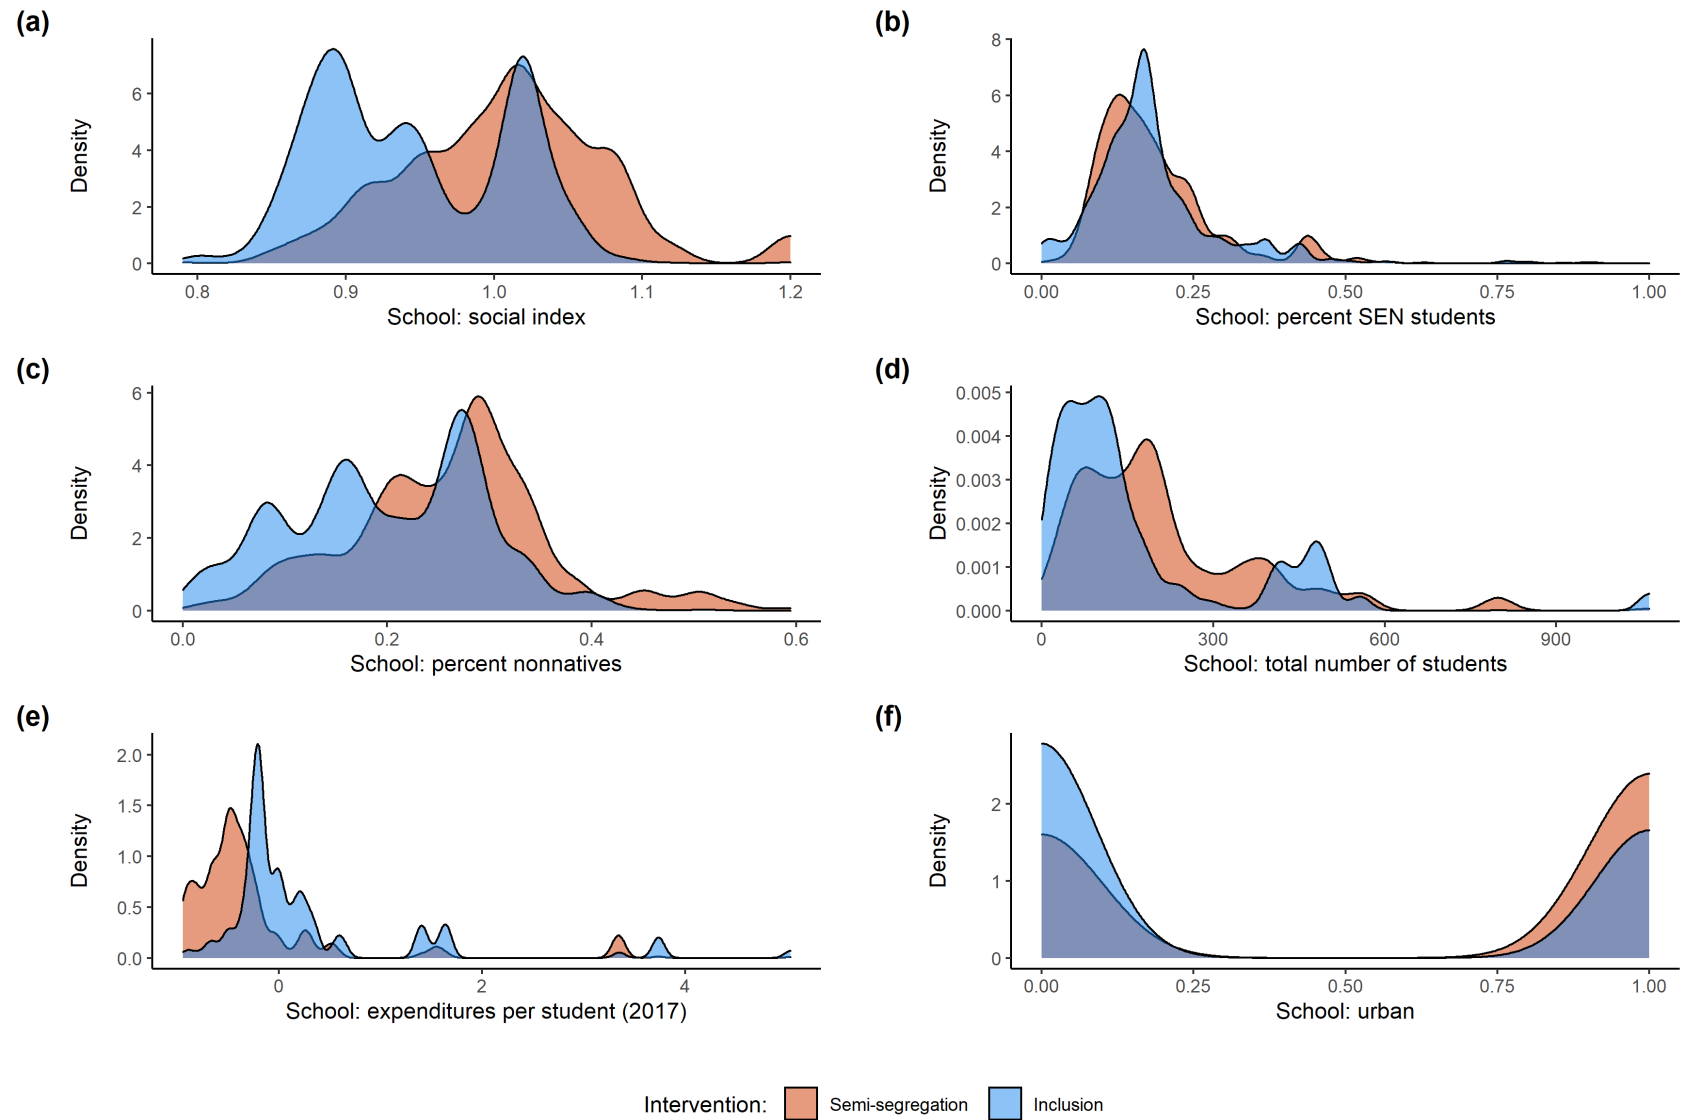 (a)
Density
6
4
2
0
0.8 0.9 1.0 1.1 1.2
School: social index
(b)
Density
8
6
4
2
0
0.00 0.25 0.50 0.75 1.00
School: percent SEN students
(c)
Density
6
4
2
0
0.0 0.2 0.4 0.6
School: percent nonnatives
(d)
Density
0.005
0.004
0.003
0.002
0.001
0.000
0 300 600 900
School: total number of students
(e)
Density
2.0
1.5
1.0
0.5
0.0
0 2 4
School: expenditures per student (2017)
(f)
Density
2
1
0
0.00 0.25 0.50 0.75 1.00
School: urban
Intervention: Semi-segregation Inclusion